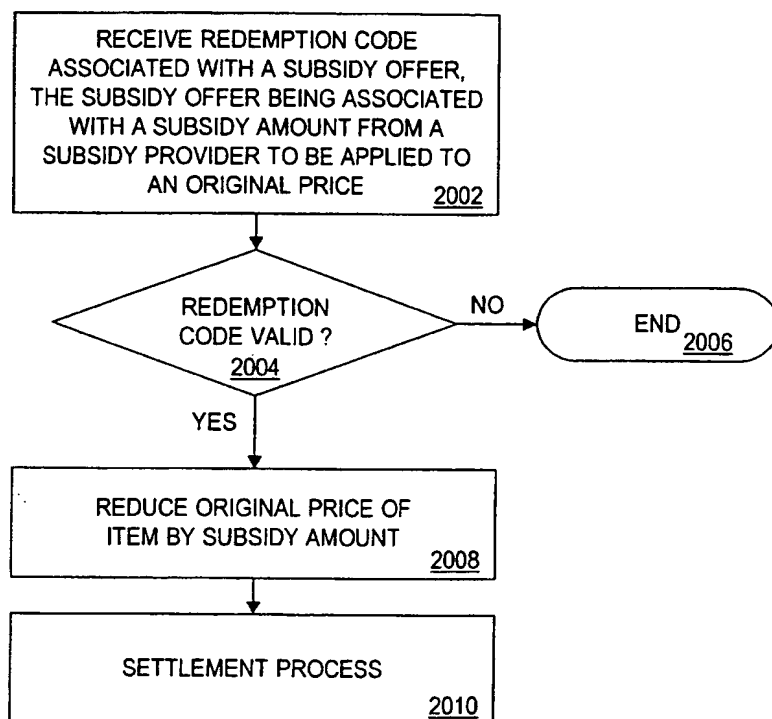 RECEIVE REDEMPTION CODE
ASSOCIATED WITH A SUBSIDY OFFER,
THE SUBSIDY OFFER BEING ASSOCIATED
WITH A SUBSIDY AMOUNT FROM A
SUBSIDY PROVIDER TO BE APPLIED TO
AN ORIGINAL PRICE
2002
REDEMPTION
CODE VALID ?
2004
NO
END
2006
YES
REDUCE ORIGINAL PRICE OF
ITEM BY SUBSIDY AMOUNT
2008
SETTLEMENT PROCESS
2010